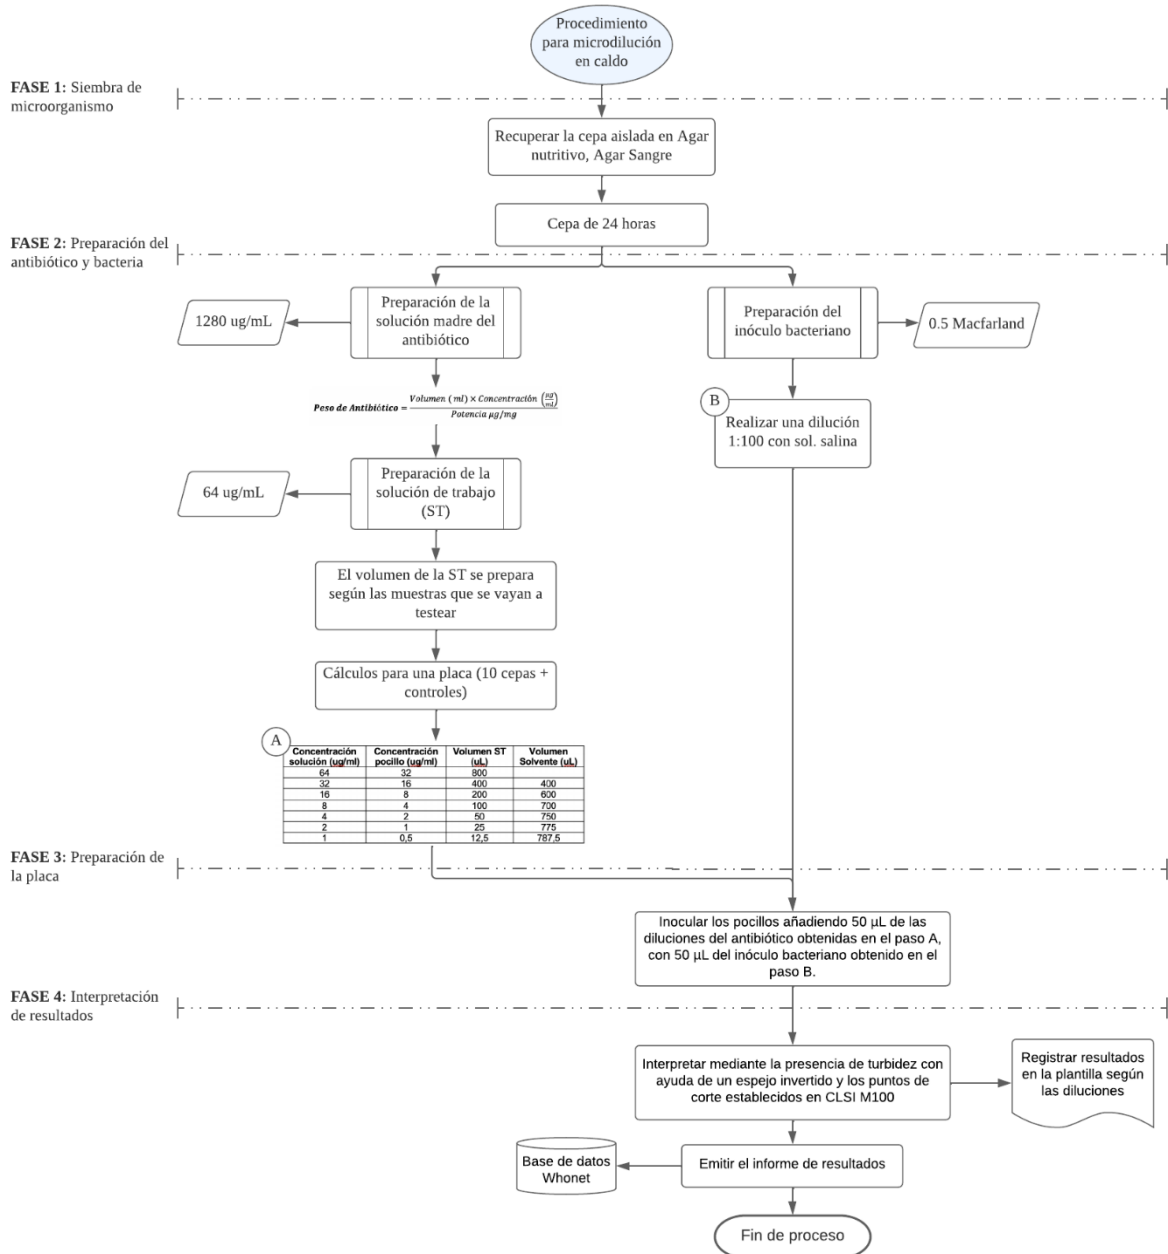 Procedimiento
para microdilución
en caldo
FASE 1: Siembra de
microorganismo
Recuperar la cepa aislada en Agar
nutritivo, Agar Sangre
Cepa de 24 horas
FASE 2: Preparación del
antibiótico y bacteria
1280 ug/mL
Preparación de la
solución madre del
antibiótico
Preparación del
inóculo bacteriano
0.5 Macfarland
Peso de Antibiótico = Volumen (ml) × Concentración (µg/mL)
Potencia µg/mg
B
Realizar una dilución
1:100 con sol. salina
64 ug/mL
Preparación de la
solución de trabajo
(ST)
El volumen de la ST se prepara
según las muestras que se vayan a
testear
Cálculos para una placa (10 cepas +
controles)
A
Concentración solución (ug/ml) Concentración pocillo (ug/ml) Volumen ST (uL) Volumen Solvente (uL)
64 32 800
32 16 400 400
16 8 200 600
8 4 100 700
4 2 50 750
2 1 25 775
1 0,5 12,5 787,5
FASE 3: Preparación de
la placa
Inocular los pocillos añadiendo 50 µL de las
diluciones del antibiótico obtenidas en el paso A,
con 50 µL del inóculo bacteriano obtenido en el
paso B.
FASE 4: Interpretación
de resultados
Interpretar mediante la presencia de turbidez con
ayuda de un espejo invertido y los puntos de
corte establecidos en CLSI M100
Registrar resultados
en la plantilla según
las diluciones
Base de datos
Whonet
Emitir el informe de resultados
Fin de proceso